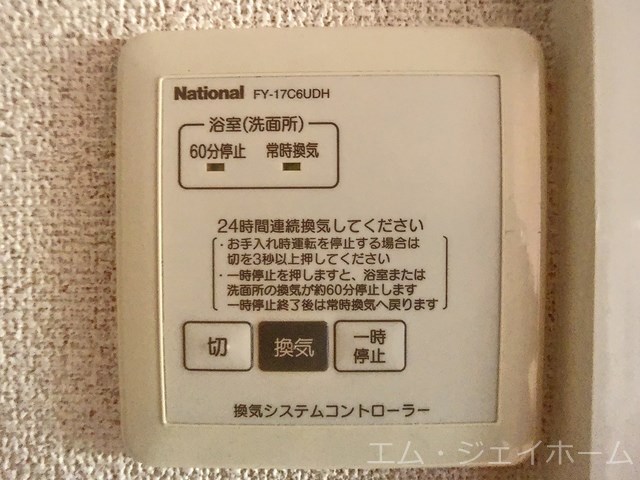 National FY-17C6UDH
浴室(洗面所)
60分停止 常時換気
24時間連続換気してください
・お手入れ時運転を停止する場合は
切を3秒以上押してください
・一時停止を押しますと、浴室または
洗面所の換気が約60分停止します
一時停止終了後は常時換気へ戻ります
切 換気 一時
停止
換気システムコントローラー
エム・ジェイホーム